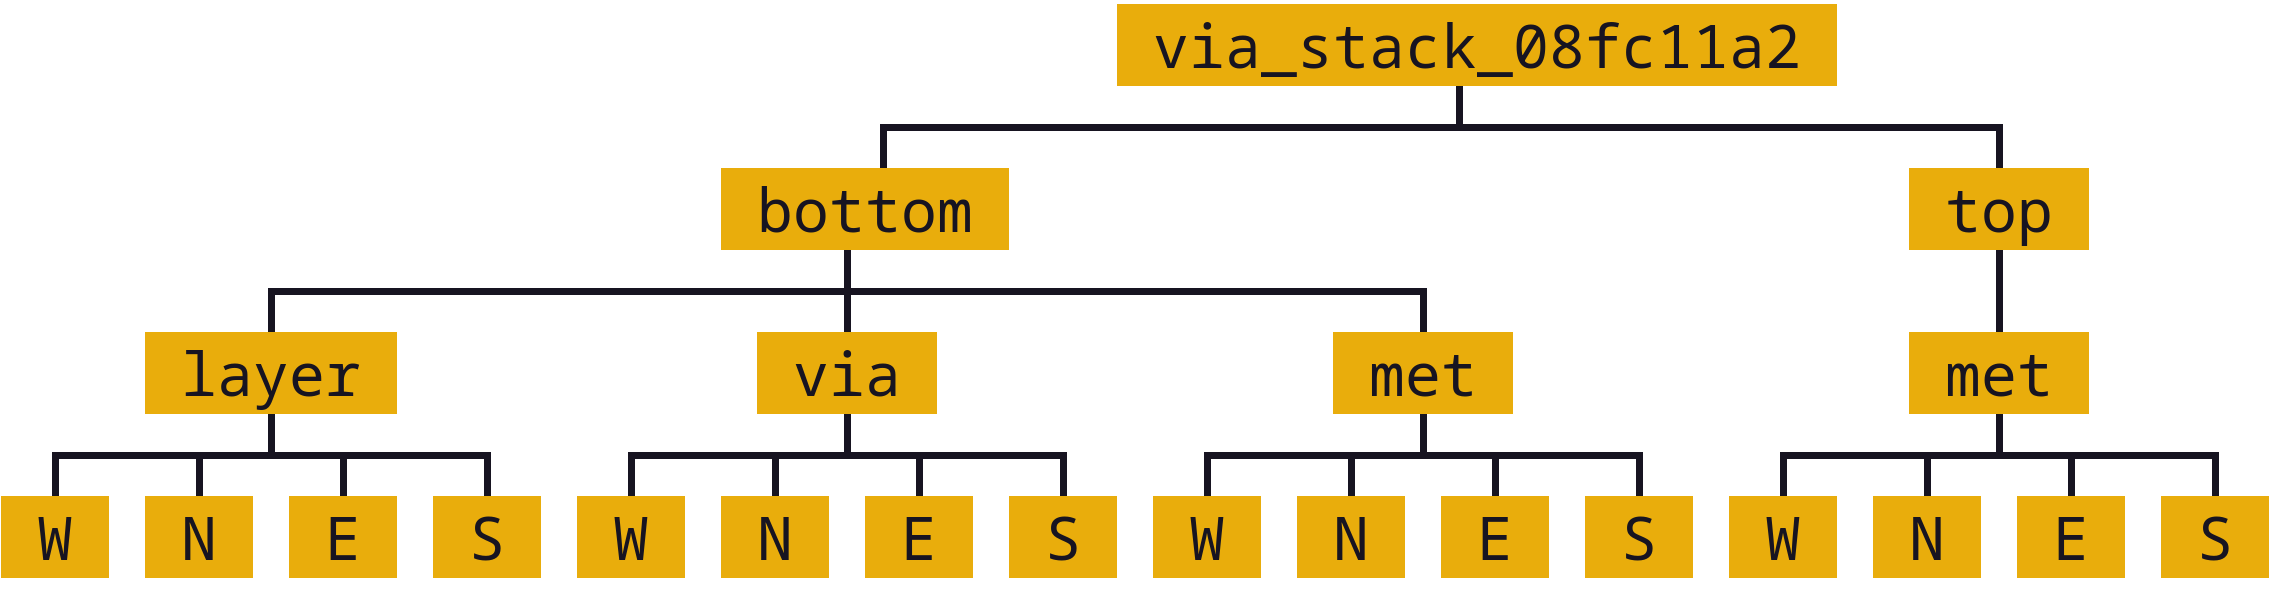 via_stack_08fc11a2
bottom top
layer via met met
W N E S W N E S W N E S W N E S